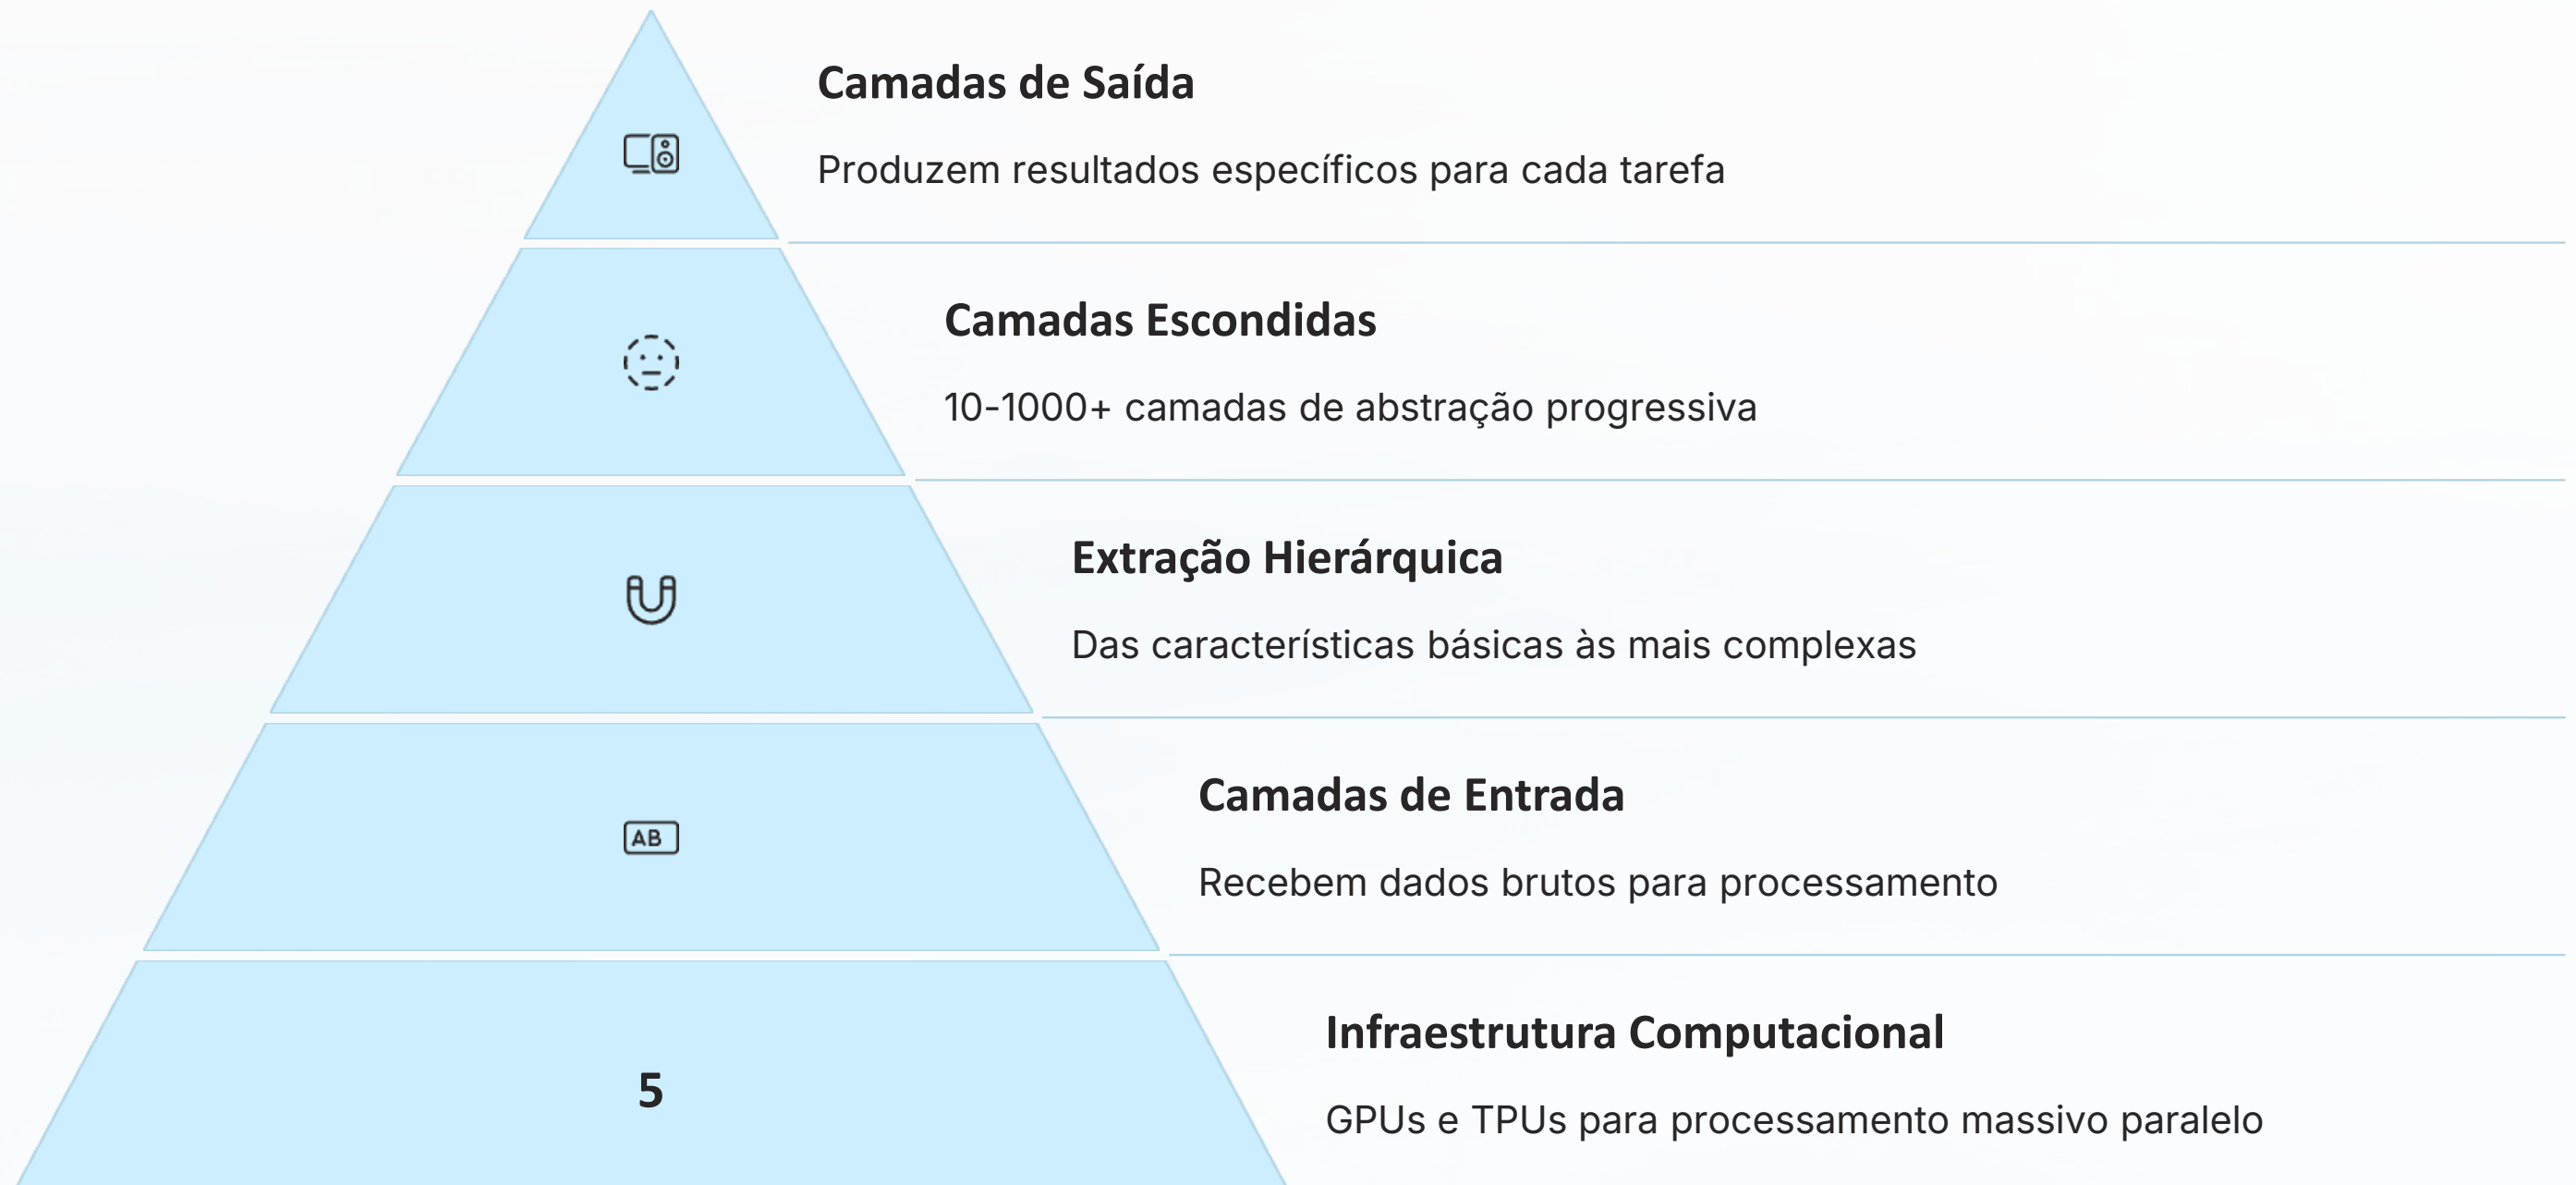 Camadas de Saída
Produzem resultados específicos para cada tarefa
Camadas Escondidas
10-1000+ camadas de abstração progressiva
Extração Hierárquica
Das características básicas às mais complexas
AB
Camadas de Entrada
Recebem dados brutos para processamento
5
Infraestrutura Computacional
GPUs e TPUs para processamento massivo paralelo